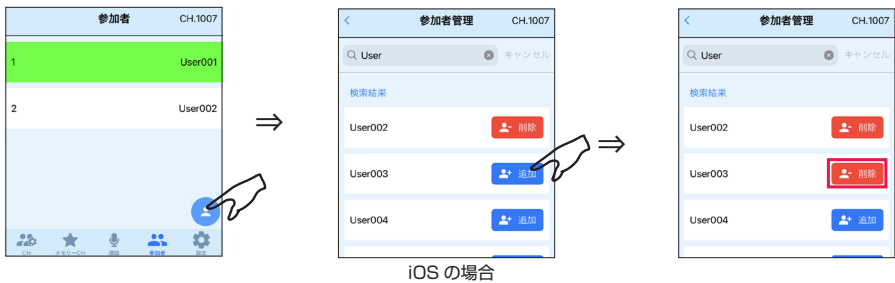 参加者 CH.1007
1 User001
2 User002
CH メモリーCH 通話 参加者 設定
⇒
参加者管理 CH.1007
User キャンセル
検索結果
User002 削除
User003 追加
User004 追加
iOS の場合
⇒
参加者管理 CH.1007
User キャンセル
検索結果
User002 削除
User003 削除
User004 追加